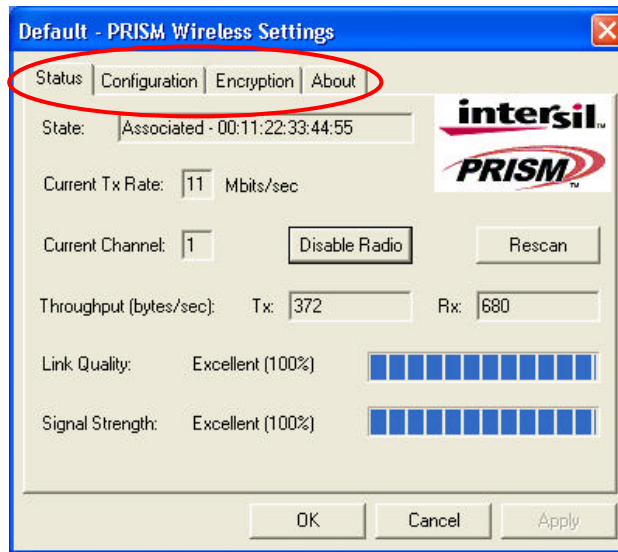 Default - PRISM Wireless Settings
Status Configuration Encryption About
State: Associated - 00:11:22:33:44:55
intersil™
PRISM™
Current Tx Rate: 11 Mbits/sec
Current Channel: 1 Disable Radio Rescan
Throughput (bytes/sec): Tx: 372 Rx: 680
Link Quality: Excellent (100%)
Signal Strength: Excellent (100%)
OK Cancel Apply